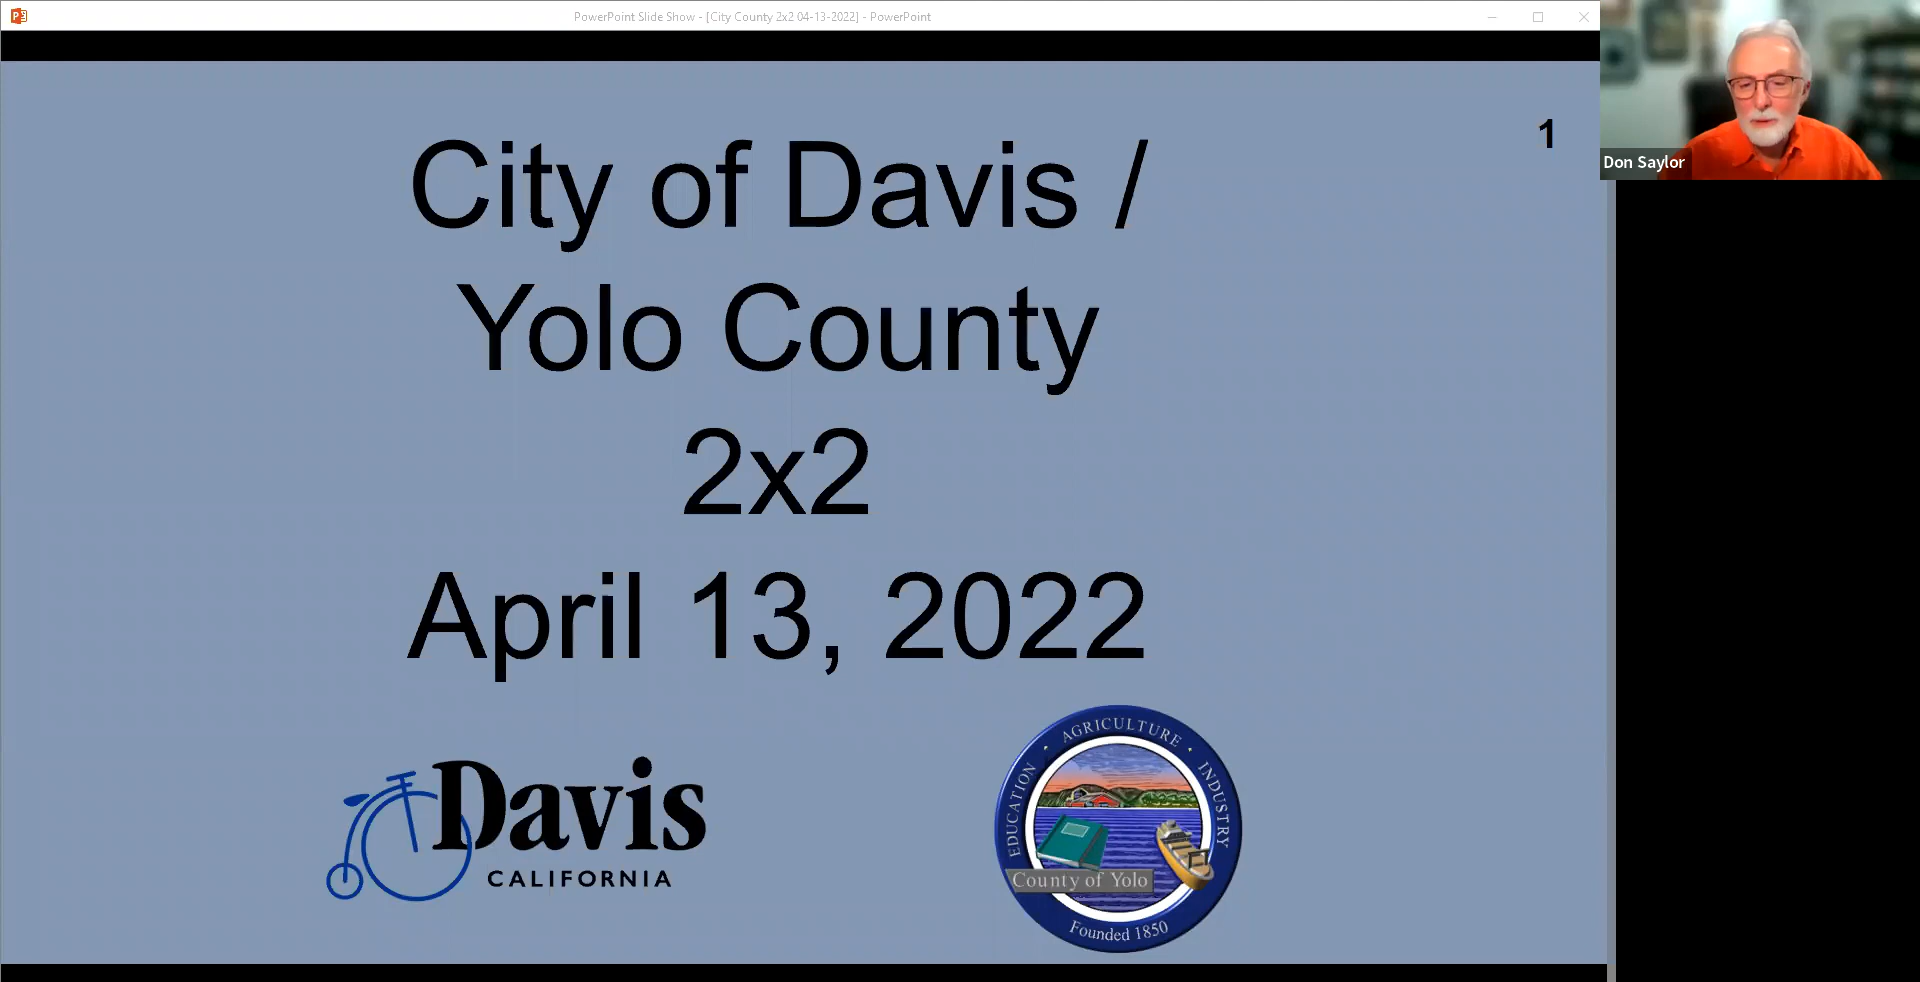 PowerPoint Slide Show - [City County 2x2 04-13-2022] - PowerPoint
Don Saylor
1
City of Davis /
Yolo County
2x2
April 13, 2022
Davis
CALIFORNIA
EDUCATION • AGRICULTURE • INDUSTRY
County of Yolo
Founded 1850